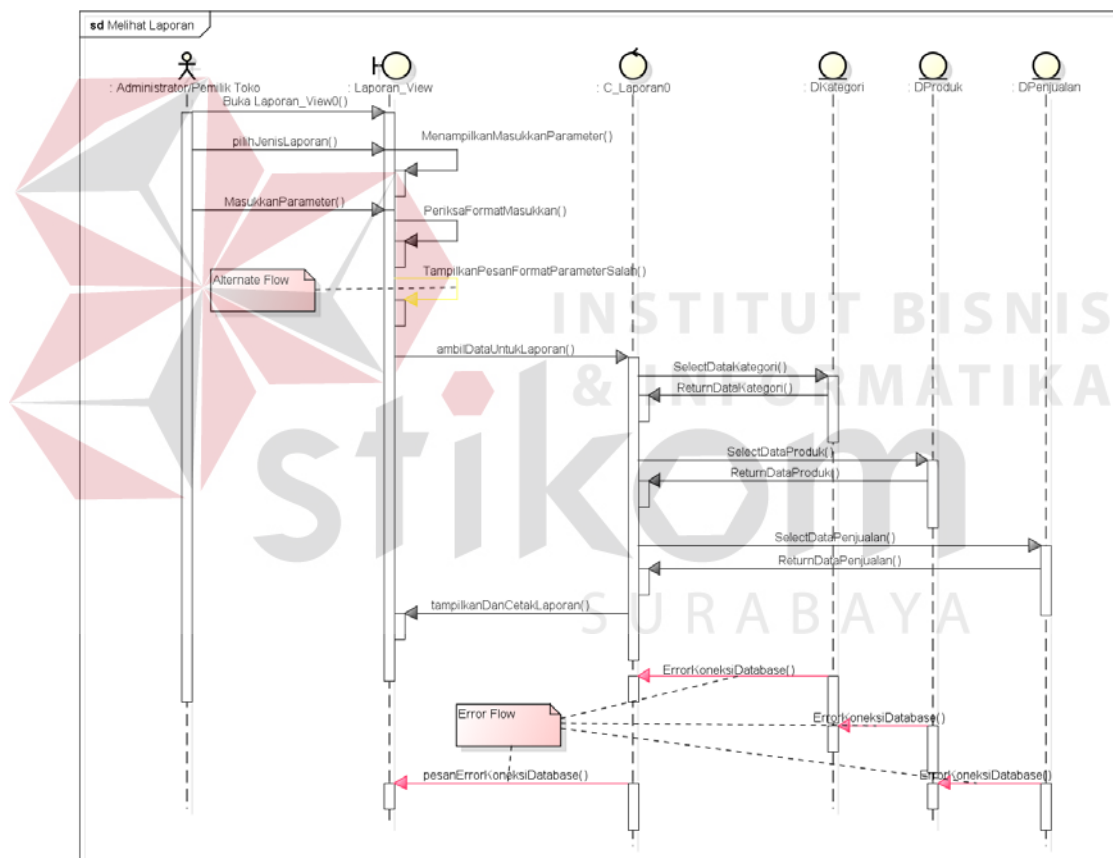 sd Melihat Laporan
: Administrator/Pemilik Toko
: Laporan_View
: C_Laporan0
: DKategori
: DProduk
: DPenjualan
Buka Laporan_View0()
pilihJenisLaporan()
MenampilkanMasukkanParameter()
MasukkanParameter()
PeriksaFormatMasukkan()
Alternate Flow
TampilkanPesanFormatParameterSalah()
INSTITUT BISNIS
& INFORMATIKA
stikom
SURABAYA
ambilDataUntukLaporan()
SelectDataKategori()
ReturnDataKategori()
SelectDataProduk()
ReturnDataProduk()
SelectDataPenjualan()
ReturnDataPenjualan()
tampilkanDanCetakLaporan()
ErrorKoneksiDatabase()
Error Flow
ErrorKoneksiDatabase()
pesanErrorKoneksiDatabase()
ErrorKoneksiDatabase()